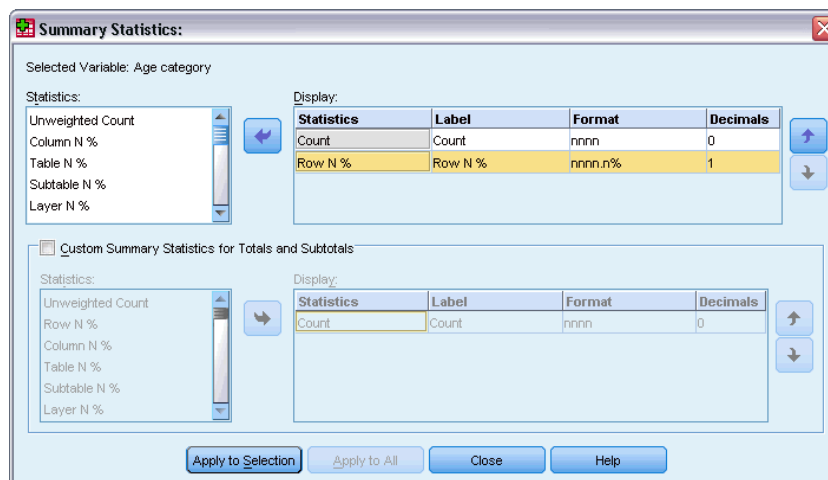 Summary Statistics:
Selected Variable: Age category
Statistics:
Unweighted Count
Column N %
Table N %
Subtable N %
Layer N %
Display:
Statistics Label Format Decimals
Count Count nnnn 0
Row N % Row N % nnnn.n% 1
Custom Summary Statistics for Totals and Subtotals
Statistics:
Unweighted Count
Row N %
Column N %
Table N %
Subtable N %
Layer N %
Display:
Statistics Label Format Decimals
Count Count nnnn 0
Apply to Selection Apply to All Close Help